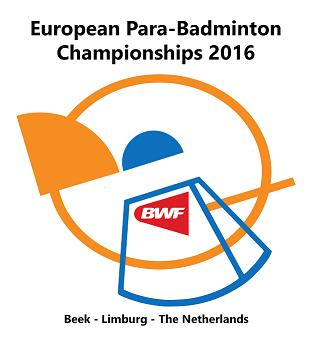 European Para-Badminton
Championships 2016
BWF
Beek - Limburg - The Netherlands